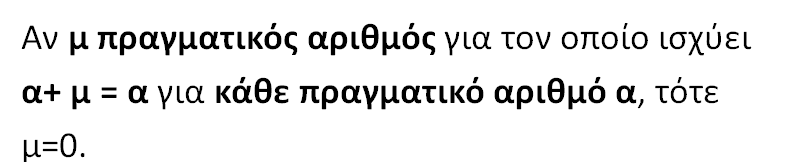 Αν μ πραγματικός αριθμός για τον οποίο ισχύει
α+ μ = α για κάθε πραγματικό αριθμό α, τότε
μ=0.